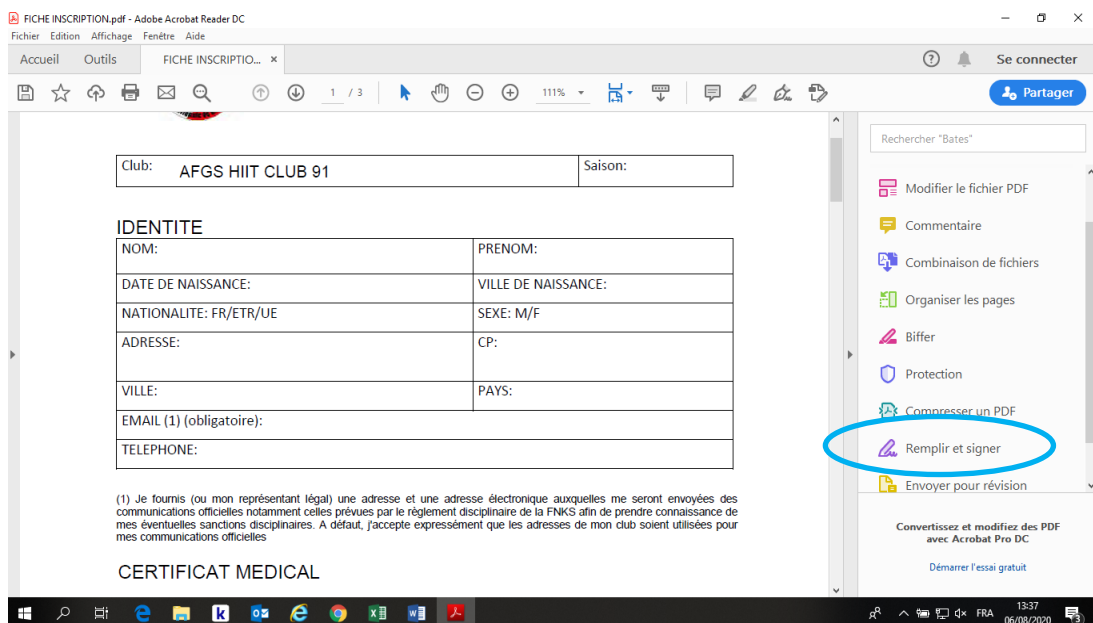 FICHE INSCRIPTION.pdf - Adobe Acrobat Reader DC
Fichier Edition Affichage Fenêtre Aide
Accueil Outils FICHE INSCRIPTIO... × Se connecter
1 / 3 111% Partager
Rechercher "Bates"
Club: AFGS HIIT CLUB 91 Saison:
IDENTITE
NOM: PRENOM:
DATE DE NAISSANCE: VILLE DE NAISSANCE:
NATIONALITE: FR/ETR/UE SEXE: M/F
ADRESSE: CP:
VILLE: PAYS:
EMAIL (1) (obligatoire):
TELEPHONE:
(1) Je fournis (ou mon représentant légal) une adresse et une adresse électronique auxquelles me seront envoyées des
communications officielles notamment celles prévues par le règlement disciplinaire de la FNKS afin de prendre connaissance de
mes éventuelles sanctions disciplinaires. A défaut, j'accepte expressément que les adresses de mon club soient utilisées pour
mes communications officielles
CERTIFICAT MEDICAL
Modifier le fichier PDF
Commentaire
Combinaison de fichiers
Organiser les pages
Biffer
Protection
Compresser un PDF
Remplir et signer
Envoyer pour révision
Convertissez et modifiez des PDF
avec Acrobat Pro DC
Démarrer l'essai gratuit
FRA 13:37
06/08/2020